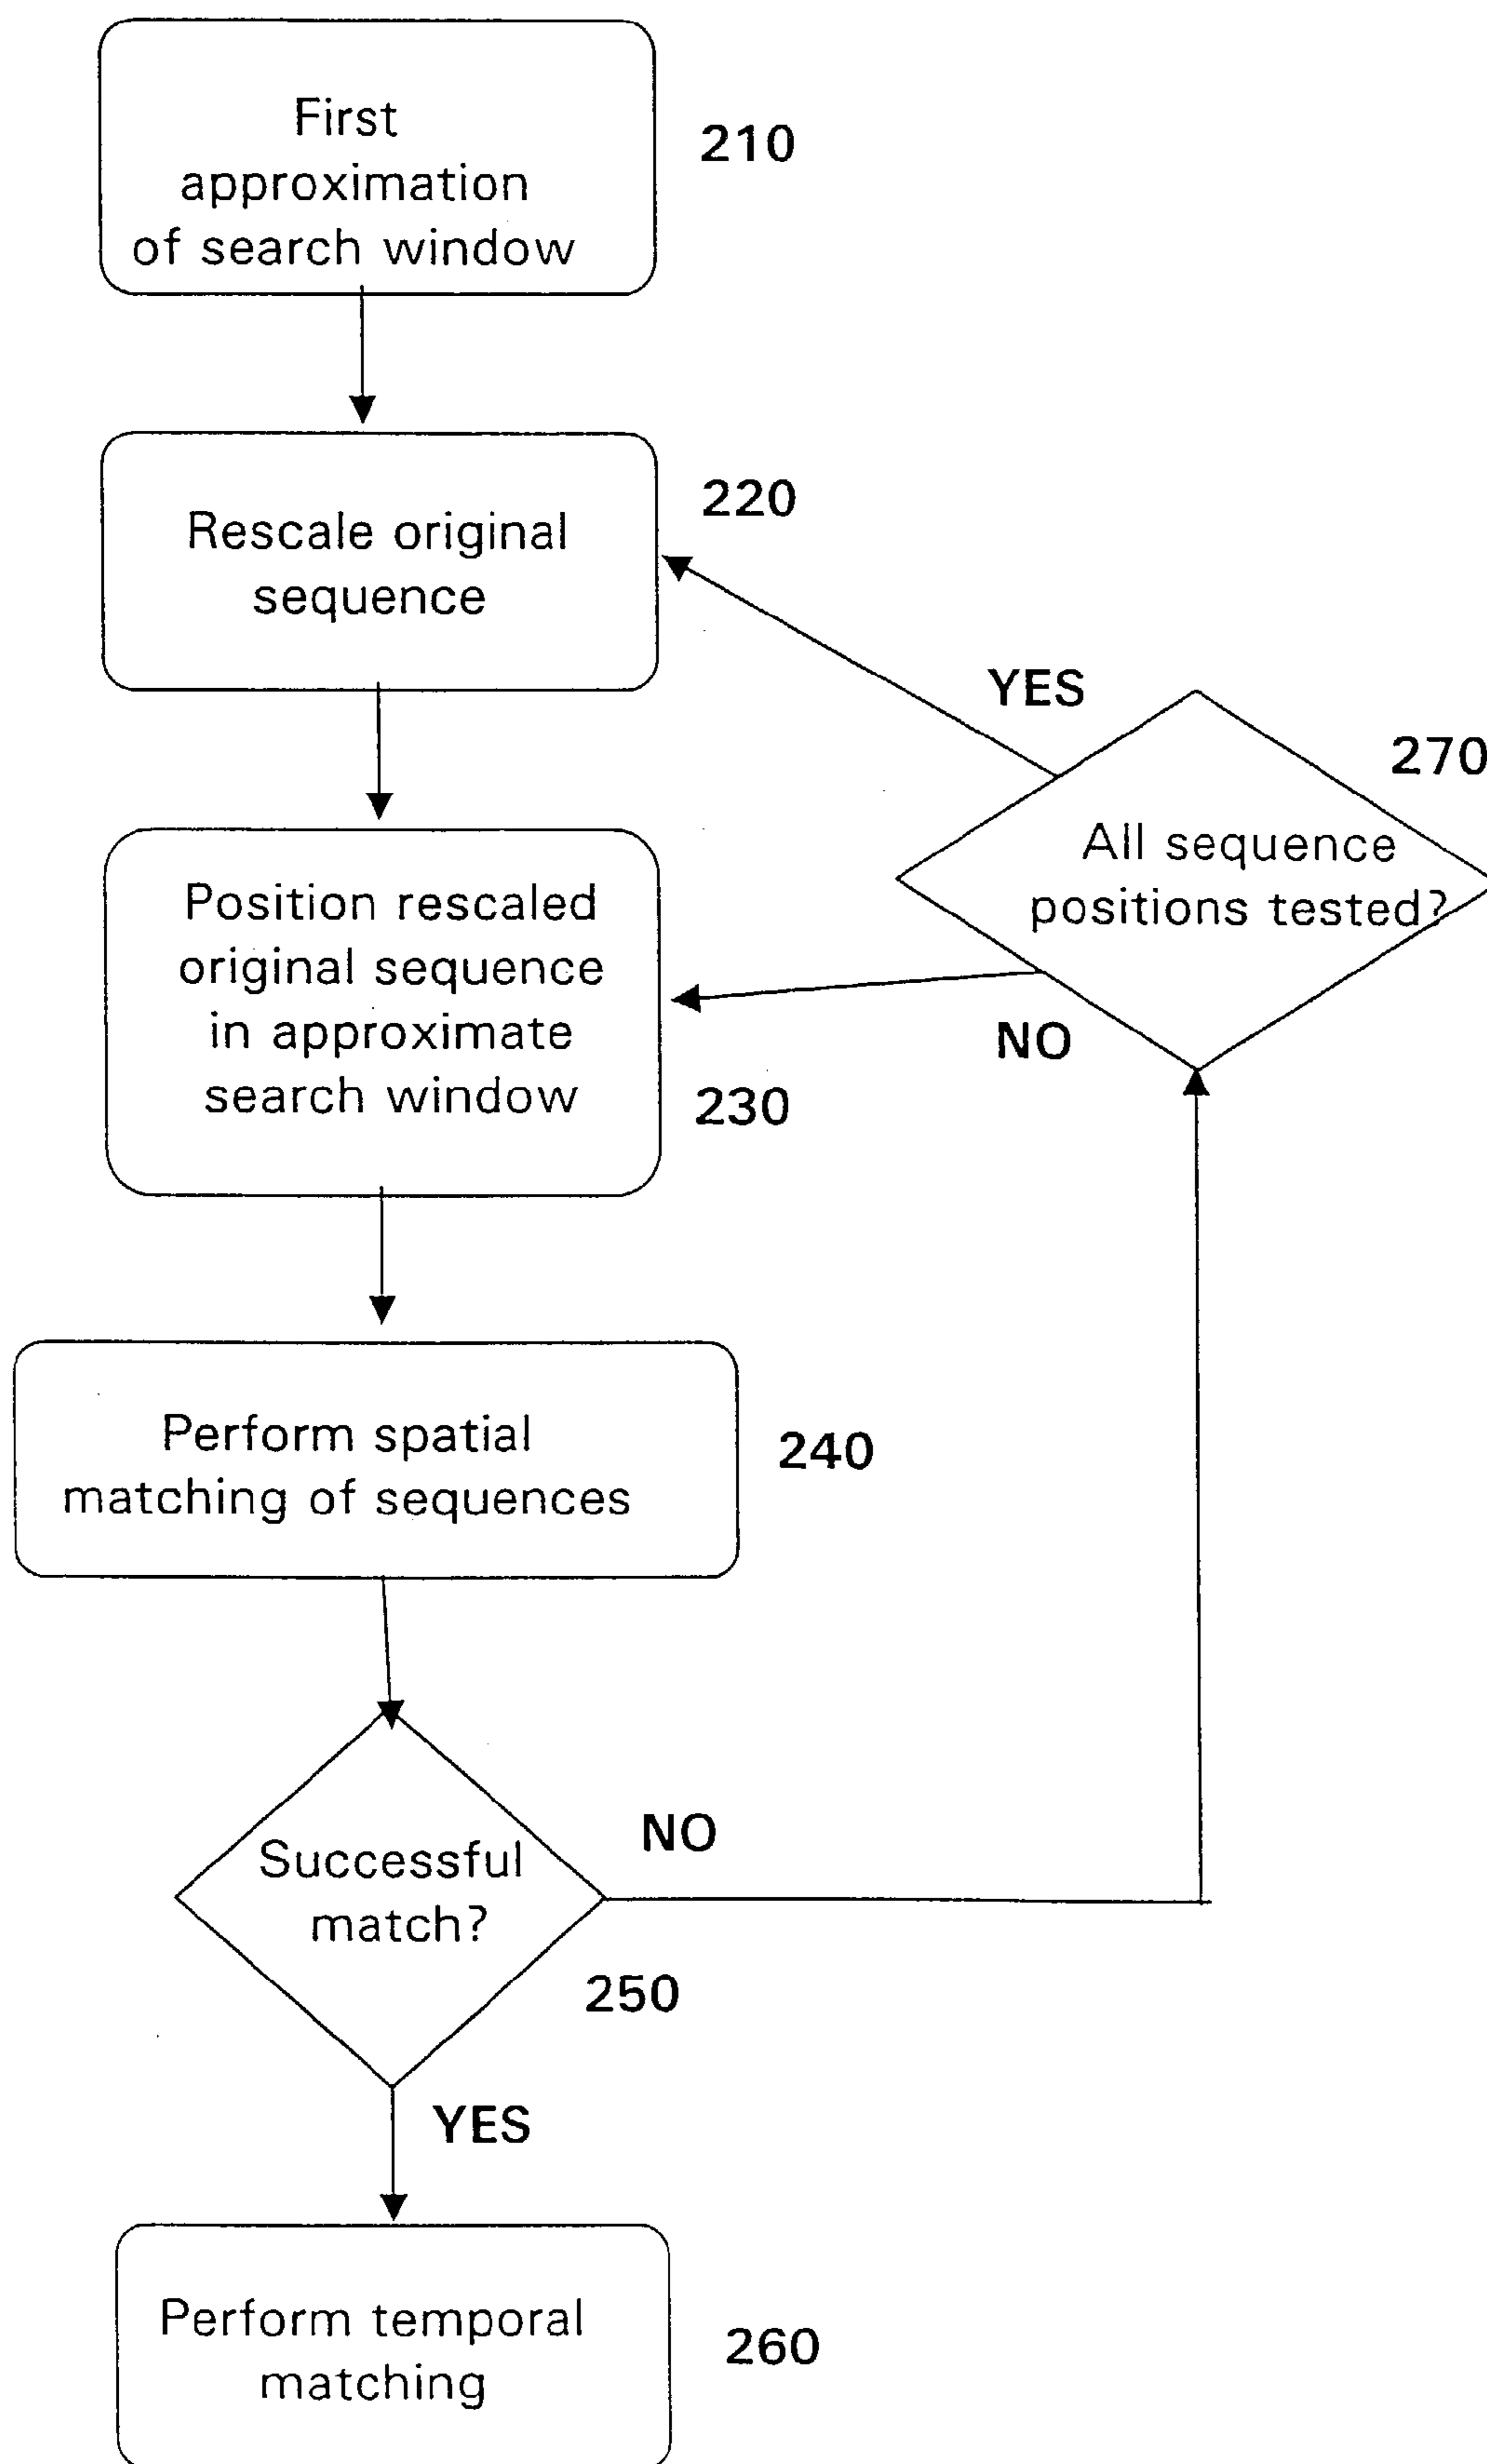 First
approximation
of search window
210
Rescale original
sequence
220
YES
270
All sequence
positions tested?
NO
Position rescaled
original sequence
in approximate
search window
230
Perform spatial
matching of sequences
240
Successful
match?
NO
250
YES
Perform temporal
matching
260